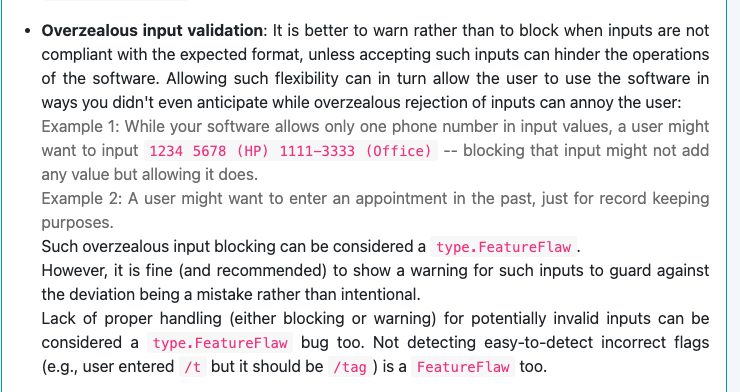 • Overzealous input validation: It is better to warn rather than to block when inputs are not
compliant with the expected format, unless accepting such inputs can hinder the operations
of the software. Allowing such flexibility can in turn allow the user to use the software in
ways you didn't even anticipate while overzealous rejection of inputs can annoy the user:
Example 1: While your software allows only one phone number in input values, a user might
want to input 1234 5678 (HP) 1111-3333 (Office) -- blocking that input might not add
any value but allowing it does.
Example 2: A user might want to enter an appointment in the past, just for record keeping
purposes.
Such overzealous input blocking can be considered a type.FeatureFlaw .
However, it is fine (and recommended) to show a warning for such inputs to guard against
the deviation being a mistake rather than intentional.
Lack of proper handling (either blocking or warning) for potentially invalid inputs can be
considered a type.FeatureFlaw bug too. Not detecting easy-to-detect incorrect flags
(e.g., user entered /t but it should be /tag ) is a FeatureFlaw too.